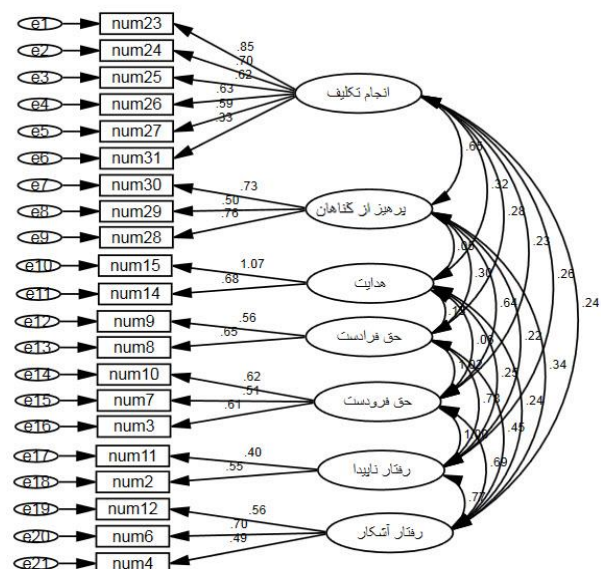 e1 num23 .85
e2 num24 .70
e3 num25 .62
e4 num26 .63
e5 num27 .59
e6 num31 .33
انجام تکلیف
e7 num30 .73
e8 num29 .50
e9 num28 .76
پرهیز از گناهان
e10 num15 1.07
e11 num14 .68
هدایت
e12 num9 .56
e13 num8 .65
حق فرادست
e14 num10 .62
e15 num7 .51
e16 num3 .61
حق فرودست
e17 num11 .40
e18 num2 .55
رفتار ناپیدا
e19 num12 .56
e20 num6 .70
e21 num4 .49
رفتار آشکار
.32
.28
.23
.26
.24
.30
.64
.22
.34
.25
.24
.45
.69
.77